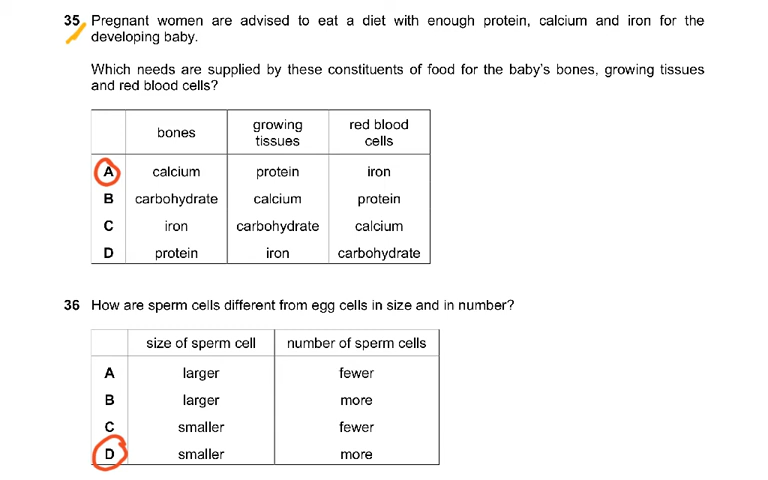 35 Pregnant women are advised to eat a diet with enough protein, calcium and iron for the
developing baby.
Which needs are supplied by these constituents of food for the baby's bones, growing tissues
and red blood cells?
bones growing tissues red blood cells
A calcium protein iron
B carbohydrate calcium protein
C iron carbohydrate calcium
D protein iron carbohydrate
36 How are sperm cells different from egg cells in size and in number?
size of sperm cell number of sperm cells
A larger fewer
B larger more
C smaller fewer
D smaller more